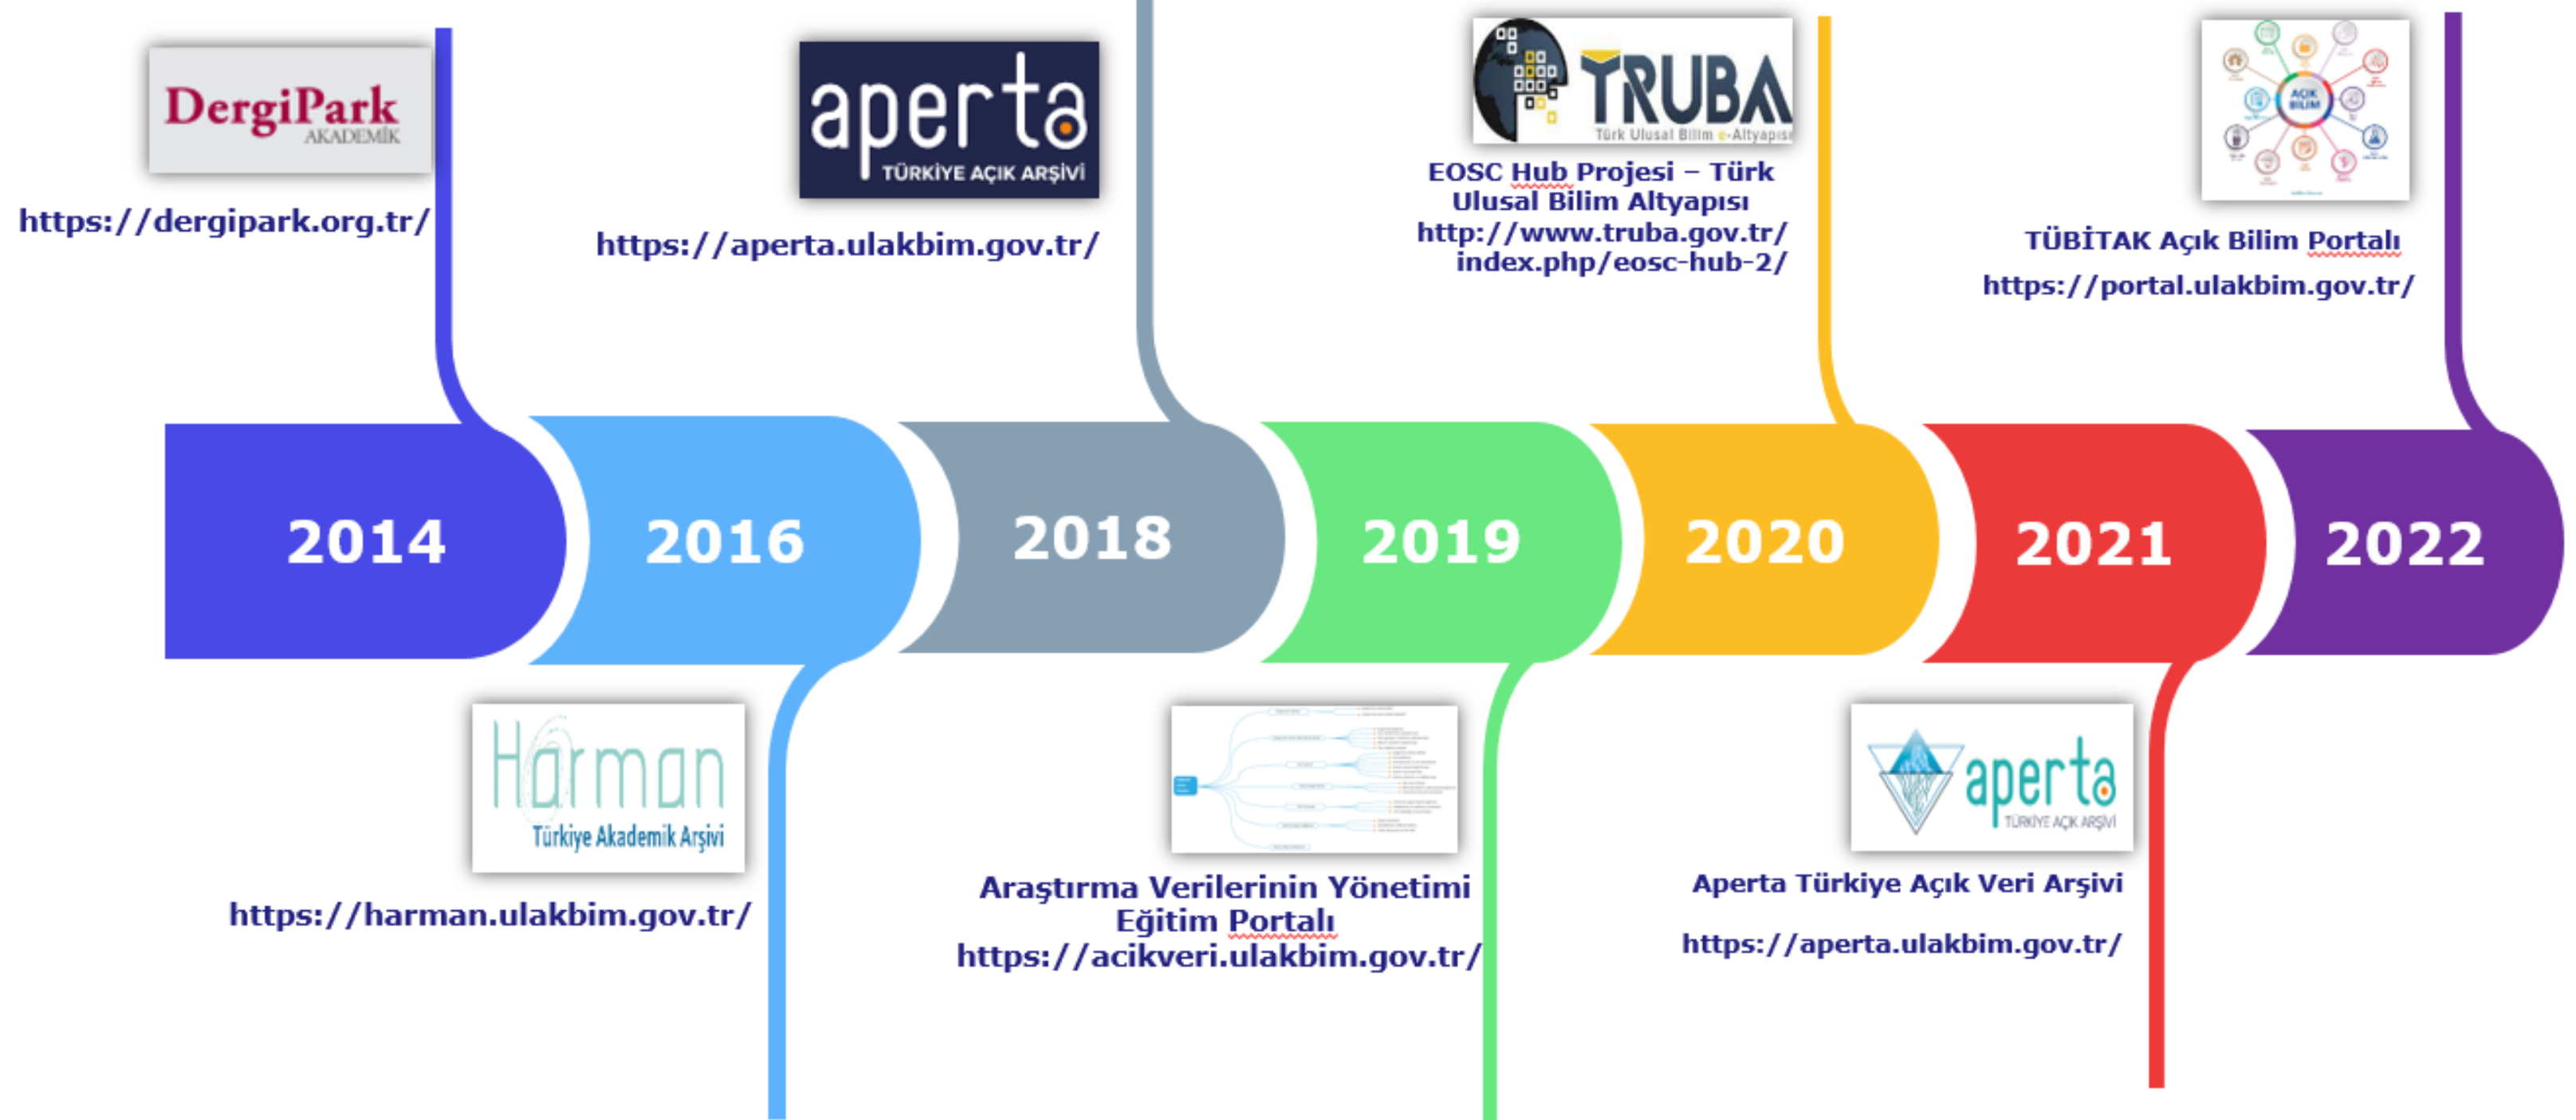 DergiPark
AKADEMİK
https://dergipark.org.tr/
aperta
TÜRKİYE AÇIK ARŞİVİ
https://aperta.ulakbim.gov.tr/
TRUBA
Türk Ulusal Bilim e-Altyapısı
EOSC Hub Projesi – Türk
Ulusal Bilim Altyapısı
http://www.truba.gov.tr/
index.php/eosc-hub-2/
AÇIK
BİLİM
TÜBİTAK Açık Bilim Portalı
https://portal.ulakbim.gov.tr/
2014
2016
2018
2019
2020
2021
2022
Harman
Türkiye Akademik Arşivi
https://harman.ulakbim.gov.tr/
Araştırma Verilerinin Yönetimi
Eğitim Portalı
https://acikveri.ulakbim.gov.tr/
aperta
TÜRKİYE AÇIK ARŞİVİ
Aperta Türkiye Açık Veri Arşivi
https://aperta.ulakbim.gov.tr/